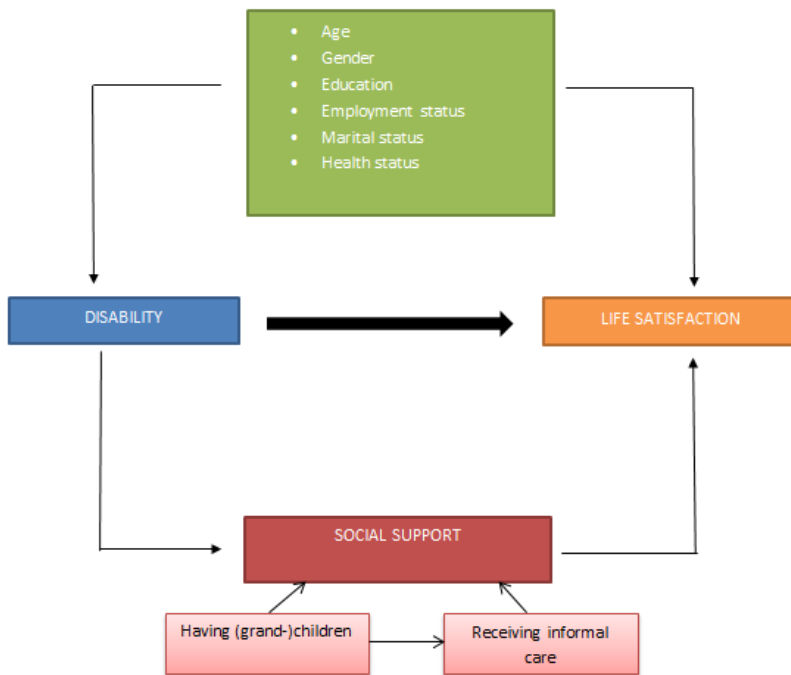 • Age
• Gender
• Education
• Employment status
• Marital status
• Health status
DISABILITY
LIFE SATISFACTION
SOCIAL SUPPORT
Having (grand-)children
Receiving informal
care